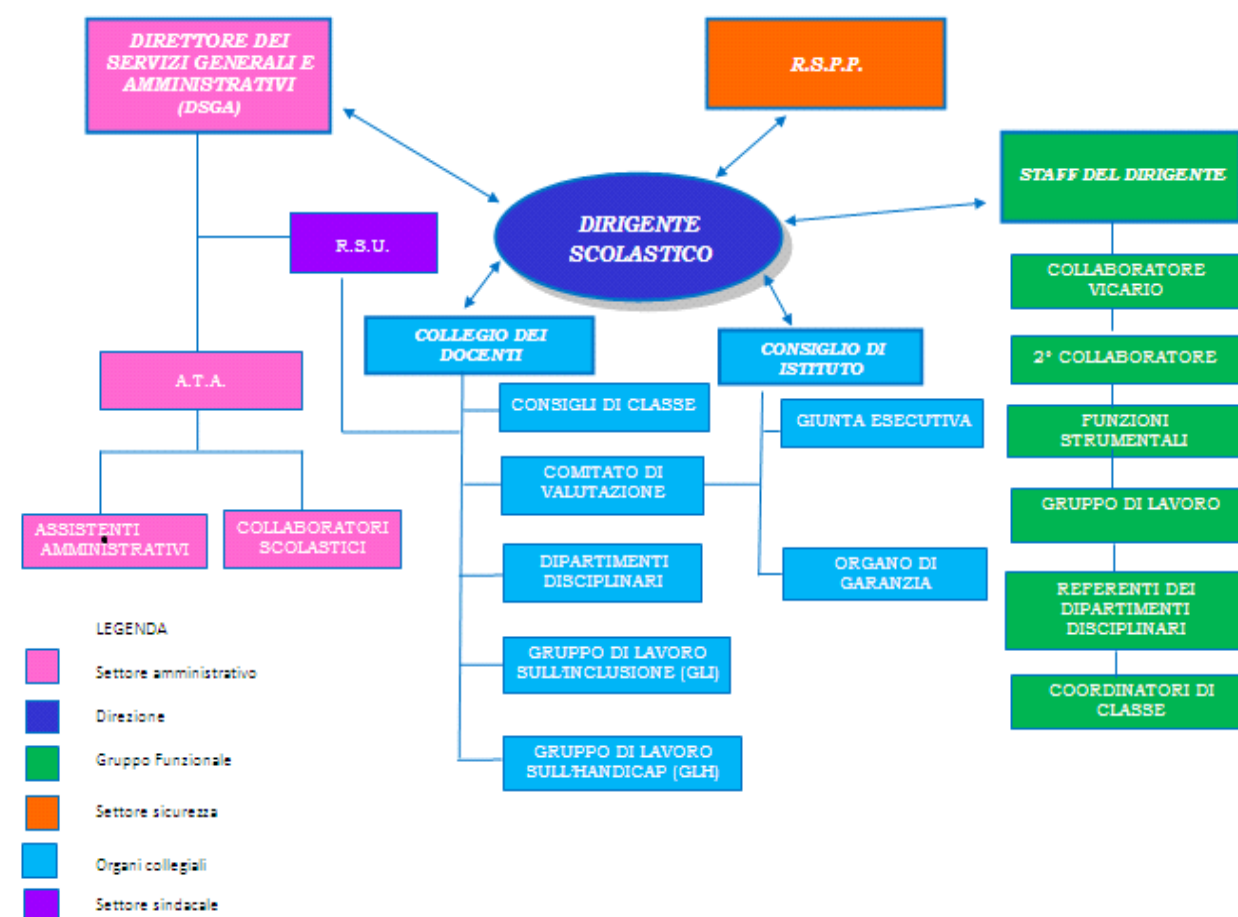 DIRETTORE DEI
SERVIZI GENERALI E
AMMINISTRATIVI
(DSGA)
R.S.P.P.
STAFF DEL DIRIGENTE
DIRIGENTE
SCOLASTICO
R.S.U.
COLLABORATORE
VICARIO
COLLEGIO DEI
DOCENTI
CONSIGLIO DI
ISTITUTO
2° COLLABORATORE
A.T.A.
CONSIGLI DI CLASSE
GIUNTA ESECUTIVA
FUNZIONI
STRUMENTALI
COMITATO DI
VALUTAZIONE
GRUPPO DI LAVORO
ASSISTENTI
AMMINISTRATIVI
COLLABORATORI
SCOLASTICI
DIPARTIMENTI
DISCIPLINARI
ORGANO DI
GARANZIA
REFERENTI DEI
DIPARTIMENTI
DISCIPLINARI
GRUPPO DI LAVORO
SULL'INCLUSIONE (GLI)
COORDINATORI DI
CLASSE
GRUPPO DI LAVORO
SULL'HANDICAP (GLH)
LEGENDA
Settore amministrativo
Direzione
Gruppo Funzionale
Settore sicurezza
Organi collegiali
Settore sindacale